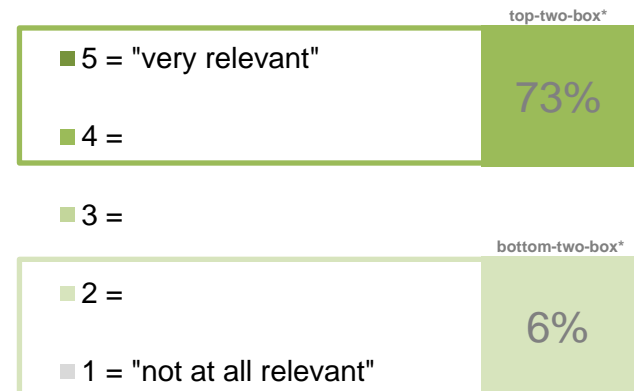 top-two-box*
5 = "very relevant"
73%
4 =
3 =
bottom-two-box*
2 =
6%
1 = "not at all relevant"